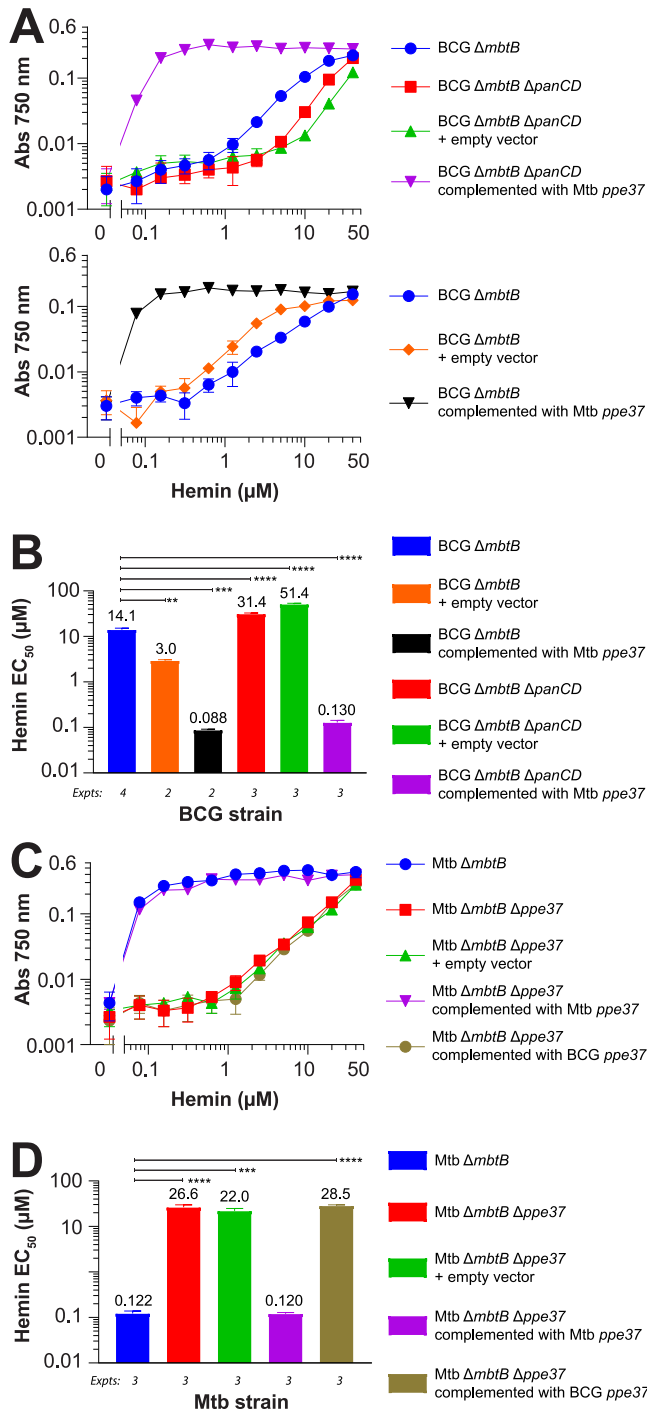 A
0.6
0.1
0.01
0.001
Abs 750 nm
0
0.1
1
10
50
BCG ΔmbtB
BCG ΔmbtB ΔpanCD
BCG ΔmbtB ΔpanCD
+ empty vector
BCG ΔmbtB ΔpanCD
complemented with Mtb ppe37
0.6
0.1
0.01
0.001
Abs 750 nm
0
0.1
1
10
50
Hemin (µM)
BCG ΔmbtB
BCG ΔmbtB
+ empty vector
BCG ΔmbtB
complemented with Mtb ppe37
B
****
****
****
***
**
Hemin EC50 (µM)
100
10
1
0.1
0.01
14.1
3.0
0.088
31.4
51.4
0.130
Expts: 4 2 2 3 3 3
BCG strain
BCG ΔmbtB
BCG ΔmbtB
+ empty vector
BCG ΔmbtB
complemented with Mtb ppe37
BCG ΔmbtB ΔpanCD
BCG ΔmbtB ΔpanCD
+ empty vector
BCG ΔmbtB ΔpanCD
complemented with Mtb ppe37
C
0.6
0.1
0.01
0.001
Abs 750 nm
0
0.1
1
10
50
Hemin (µM)
Mtb ΔmbtB
Mtb ΔmbtB Δppe37
Mtb ΔmbtB Δppe37
+ empty vector
Mtb ΔmbtB Δppe37
complemented with Mtb ppe37
Mtb ΔmbtB Δppe37
complemented with BCG ppe37
D
****
***
****
Hemin EC50 (µM)
100
10
1
0.1
0.01
0.122
26.6
22.0
0.120
28.5
Expts: 3 3 3 3 3
Mtb strain
Mtb ΔmbtB
Mtb ΔmbtB Δppe37
Mtb ΔmbtB Δppe37
+ empty vector
Mtb ΔmbtB Δppe37
complemented with Mtb ppe37
Mtb ΔmbtB Δppe37
complemented with BCG ppe37